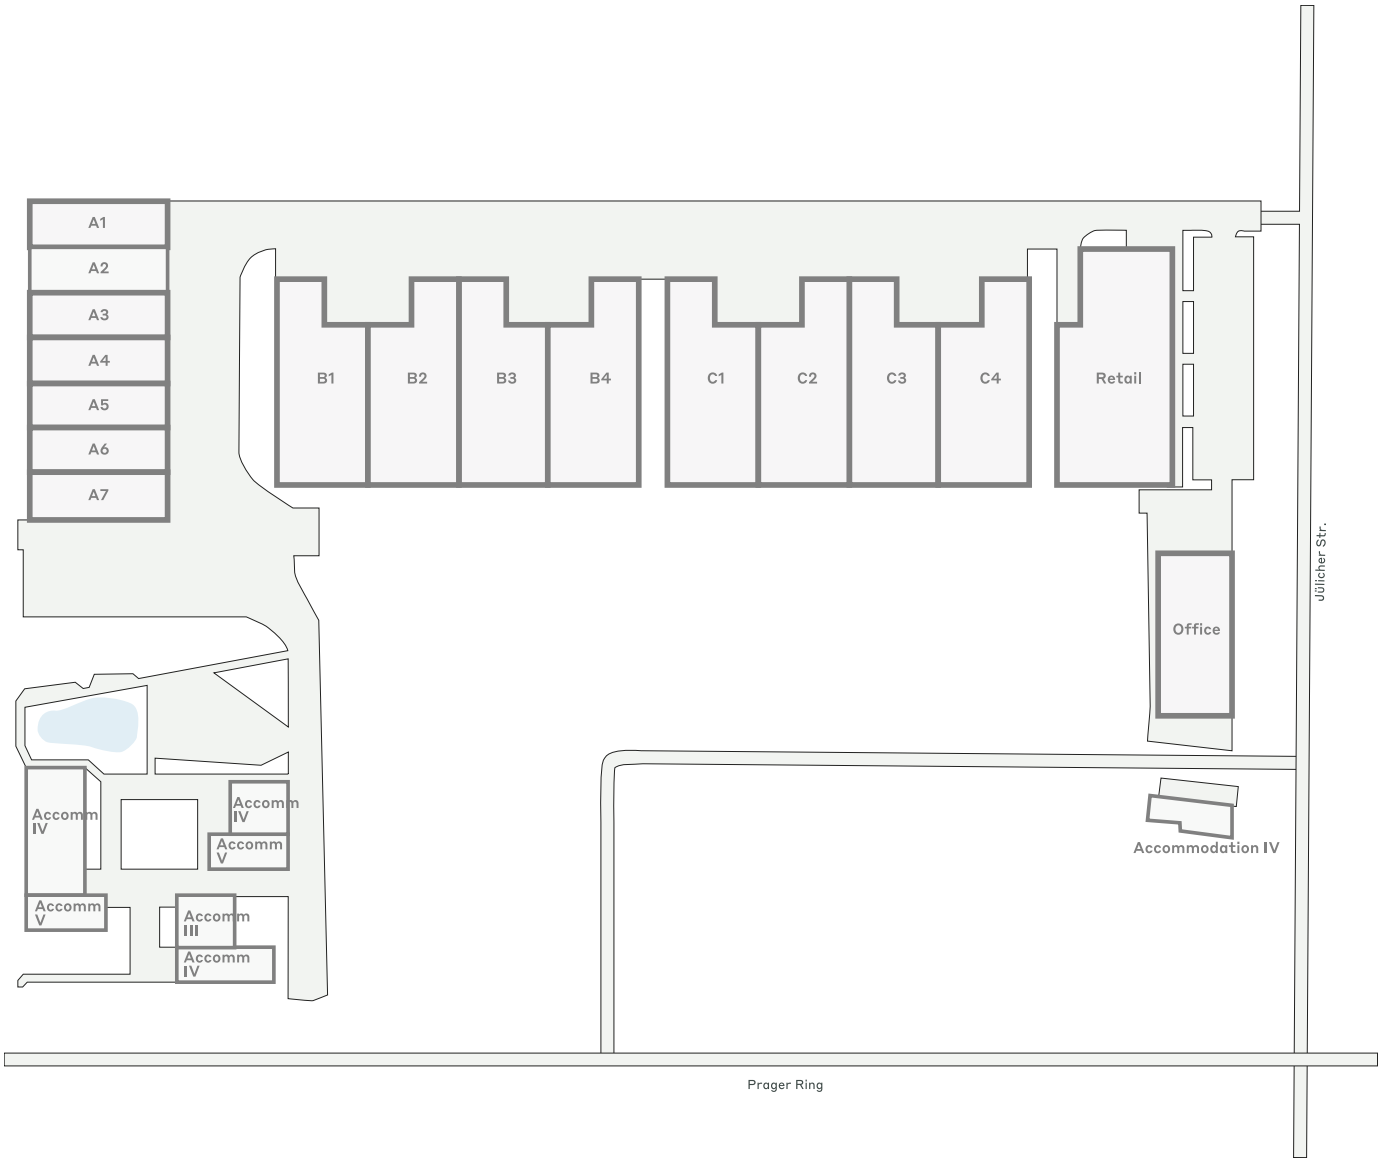 A1
A2
A3
A4
A5
A6
A7
B1
B2
B3
B4
C1
C2
C3
C4
Retail
Jülicher Str.
Office
Accomm
IV
Accomm
IV
Accomm
V
Accommodation IV
Accomm
V
Accomm
III
Accomm
IV
Prager Ring